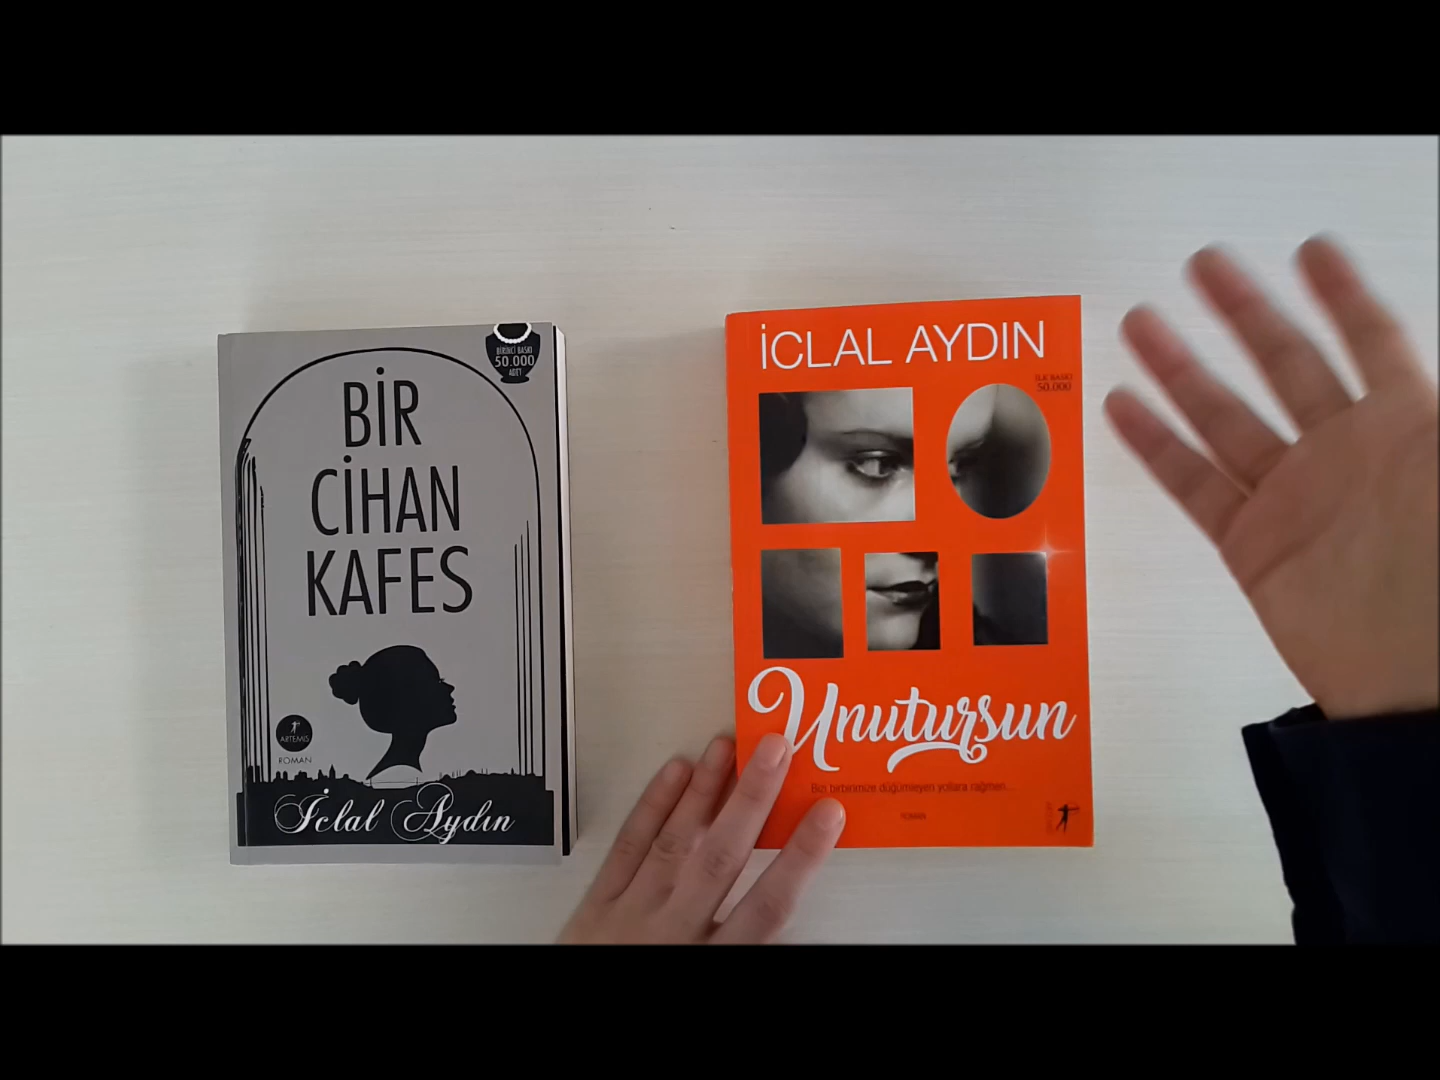 BİRİNCİ BASKI
50.000
ADET
BİR
CİHAN
KAFES
ARTEMİS
ROMAN
İclal Aydın
İCLAL AYDIN
İLK BASKI
50.000
Unutursun
Bizi birbirimize düğümleyen yollara rağmen...
ROMAN